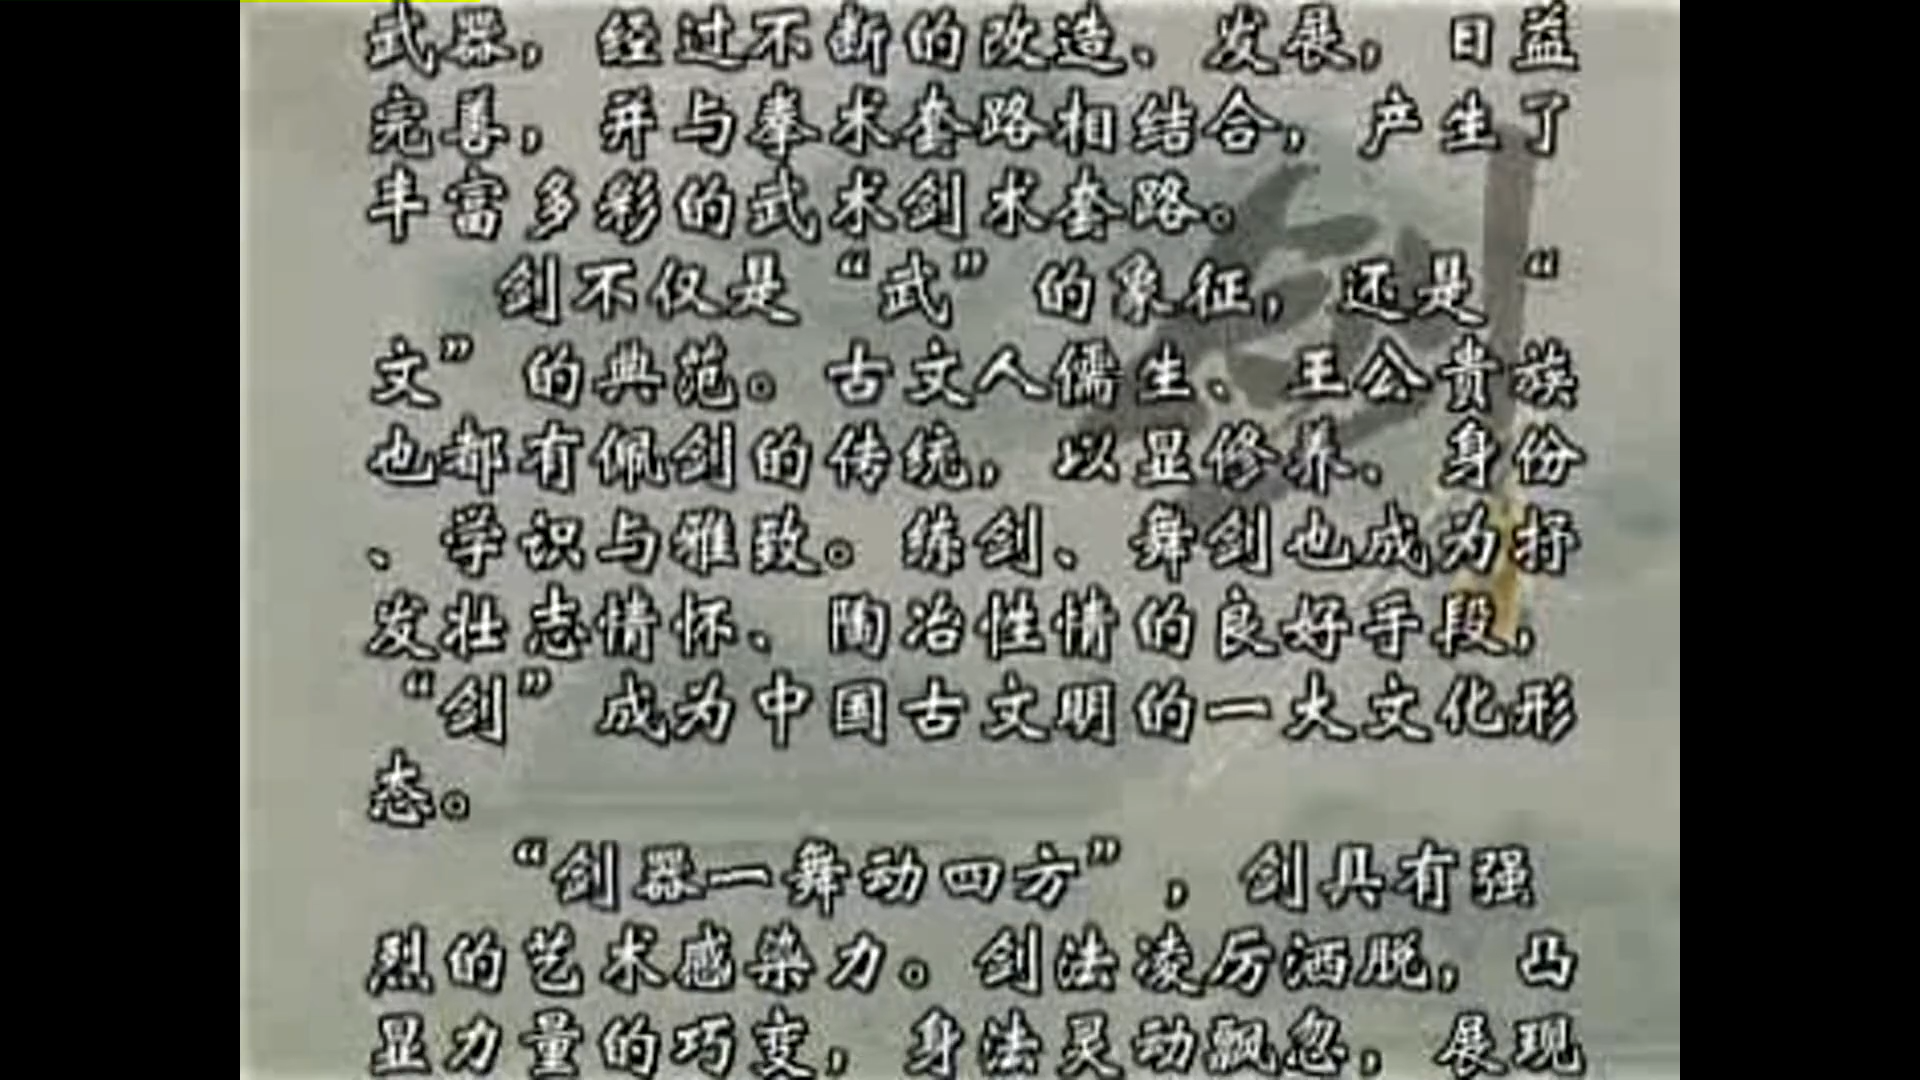 武器，经过不断的改造、发展，日益
完善，并与拳术套路相结合，产生了
丰富多彩的武术剑术套路。
剑不仅是“武”的象征，还是“
文”的典范。古文人儒生、王公贵族
也都有佩剑的传统，以显修养、身份
、学识与雅致。练剑、舞剑也成为抒
发壮志情怀、陶冶性情的良好手段，
“剑”成为中国古文明的一大文化形
态。
“剑器一舞动四方”，剑具有强
烈的艺术感染力。剑法凌厉洒脱，凸
显力量的巧变，身法灵动飘忽，展现